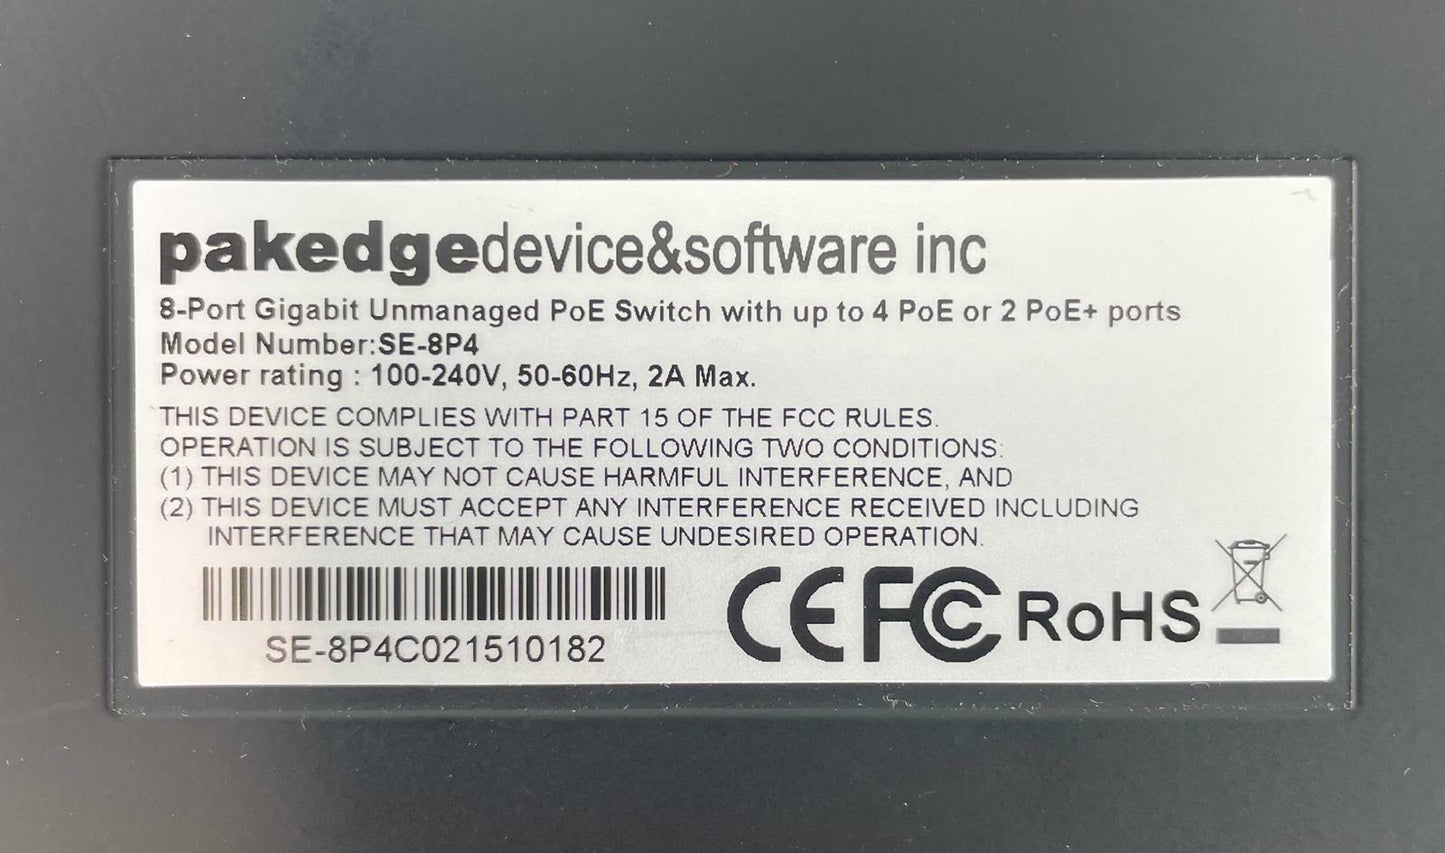 pakedgedevice&software inc
8-Port Gigabit Unmanaged PoE Switch with up to 4 PoE or 2 PoE+ ports
Model Number:SE-8P4
Power rating : 100-240V, 50-60Hz, 2A Max.
THIS DEVICE COMPLIES WITH PART 15 OF THE FCC RULES.
OPERATION IS SUBJECT TO THE FOLLOWING TWO CONDITIONS:
(1) THIS DEVICE MAY NOT CAUSE HARMFUL INTERFERENCE, AND
(2) THIS DEVICE MUST ACCEPT ANY INTERFERENCE RECEIVED INCLUDING
INTERFERENCE THAT MAY CAUSE UNDESIRED OPERATION.
CE FCC RoHS
SE-8P4C021510182